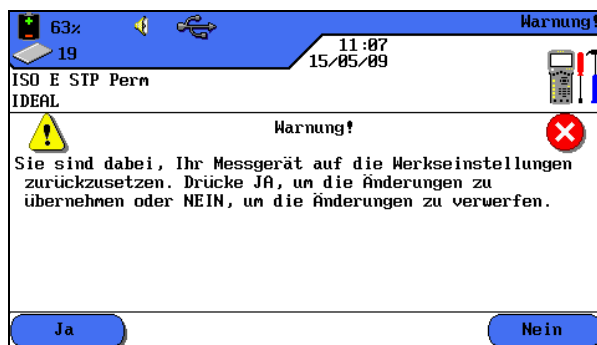 63% Warnung!
19
11:07
15/05/09
ISO E STP Perm
IDEAL
Warnung!
Sie sind dabei, Ihr Messgerät auf die Werkseinstellungen
zurückzusetzen. Drücke JA, um die Änderungen zu
übernehmen oder NEIN, um die Änderungen zu verwerfen.
Ja Nein